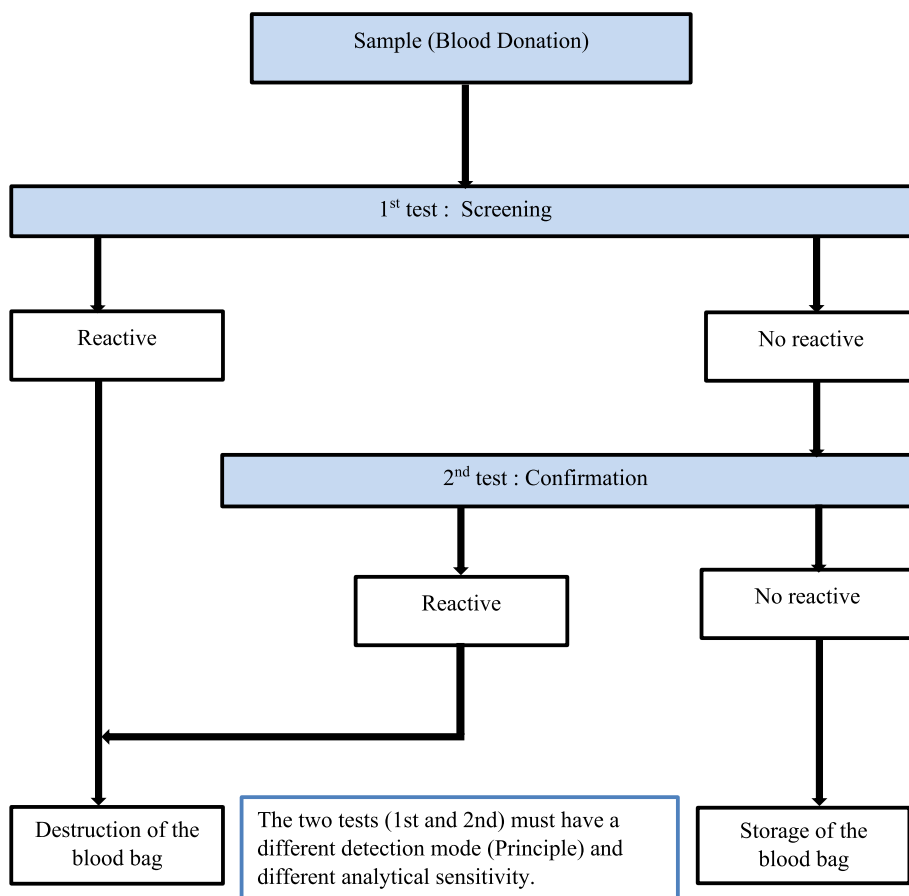 Sample (Blood Donation)
1st test : Screening
Reactive
No reactive
2nd test : Confirmation
Reactive
No reactive
Destruction of the
blood bag
The two tests (1st and 2nd) must have a
different detection mode (Principle) and
different analytical sensitivity.
Storage of the
blood bag